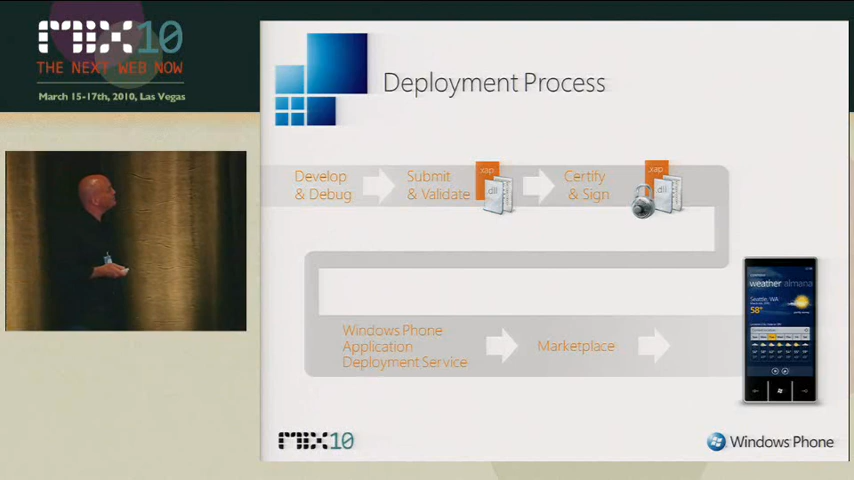 MIX10
THE NEXT WEB NOW
March 15-17th, 2010, Las Vegas
Deployment Process
Develop
& Debug
Submit
& Validate
.xap
.dll
Certify
& Sign
.xap
.dll
Windows Phone
Application
Deployment Service
Marketplace
weather almana
Seattle, WA
58°
MIX10
Windows Phone